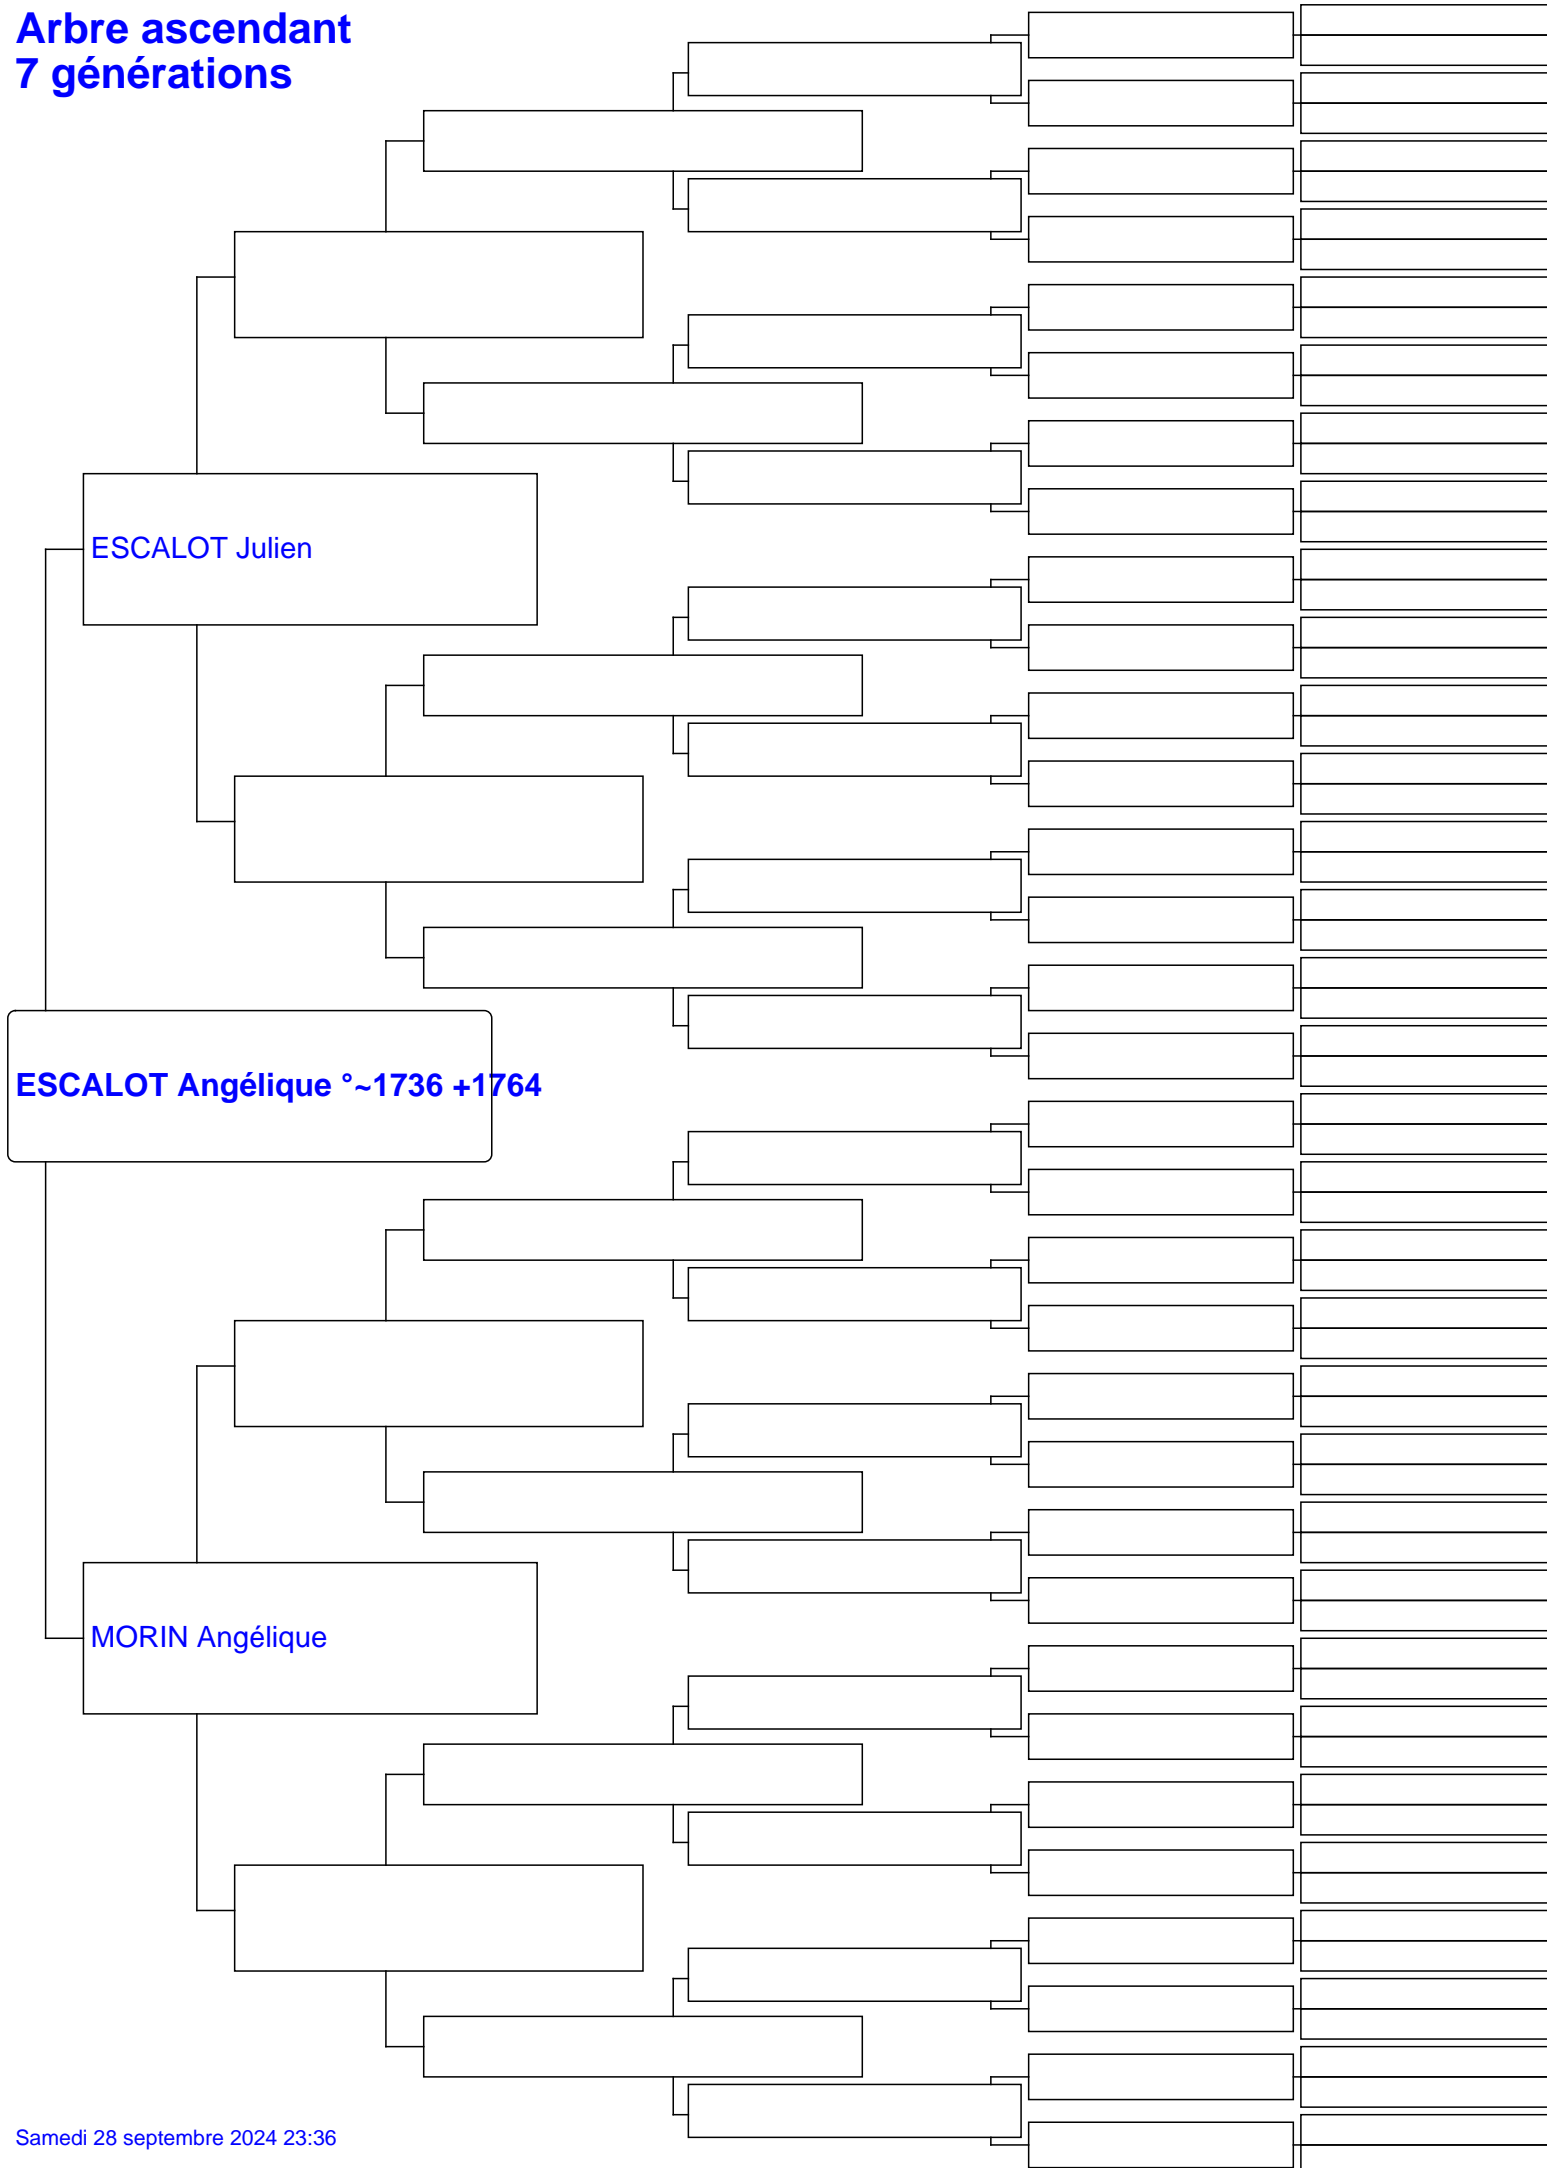 Arbre ascendant
7 générations
ESCALOT Julien
ESCALOT Angélique °~1736 +1764
MORIN Angélique
Samedi 28 septembre 2024 23:36